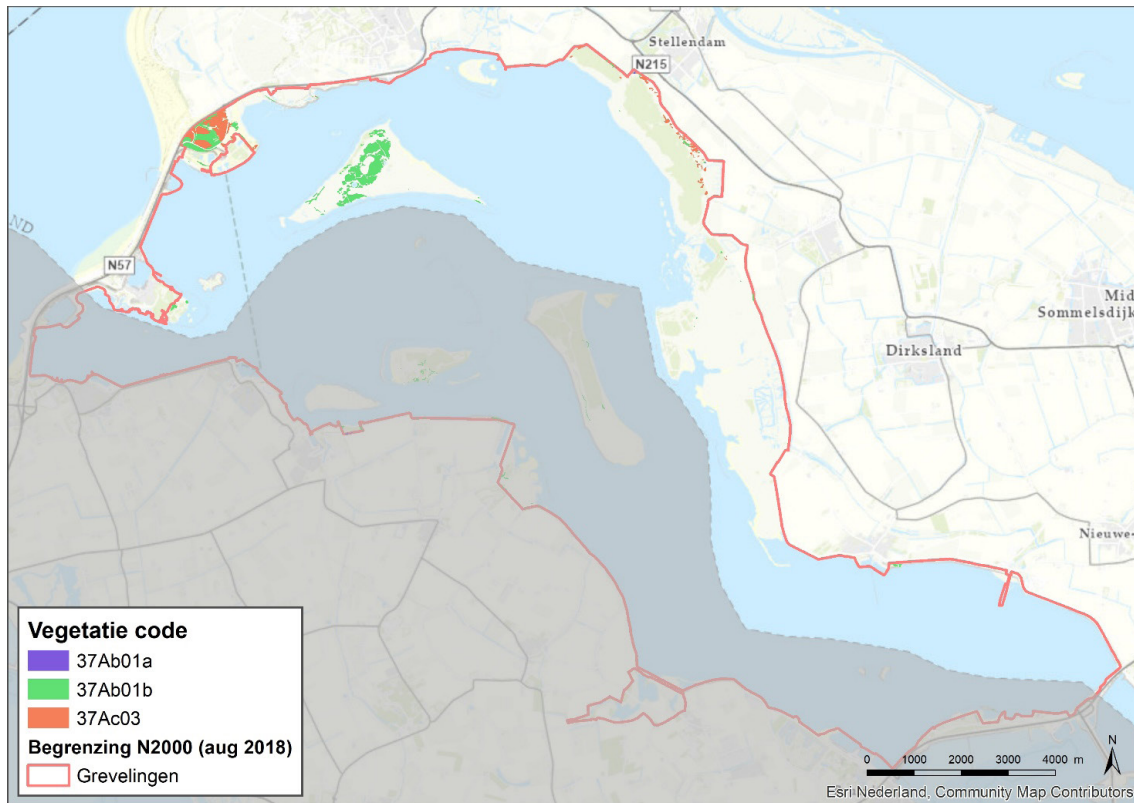 Stellendam
N215
ND
N57
Mid
Sommelsdijk
Dirksland
Nieuwe-
Vegetatie code
37Ab01a
37Ab01b
37Ac03
Begrenzing N2000 (aug 2018)
Grevelingen
N
0 1000 2000 3000 4000 m
Esri Nederland, Community Map Contributors